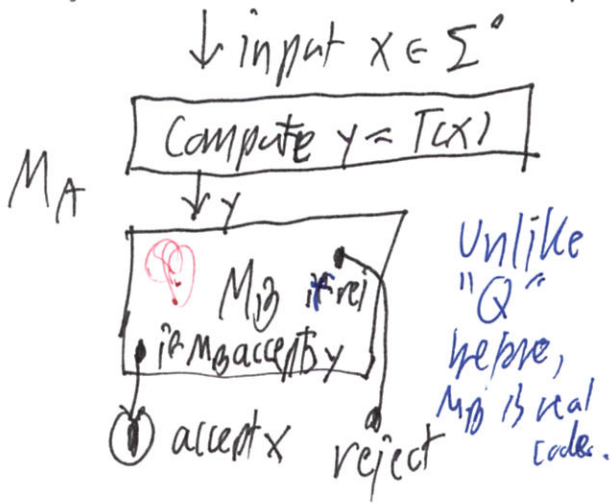 ↓ input x ∈ Σ*
Compute y = T(x)
M_A
↓ y
M_B if rej
if M_B accepts y
accept x
reject
Unlike
"Q"
before,
M_B is real
code.